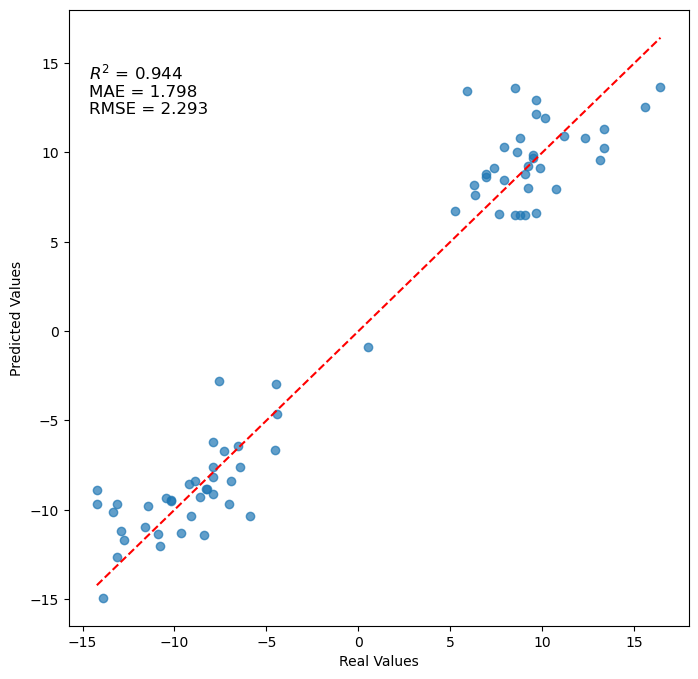 R² = 0.944
MAE = 1.798
RMSE = 2.293
Predicted Values
15
10
5
0
−5
−10
−15
−15
−10
−5
0
5
10
15
Real Values